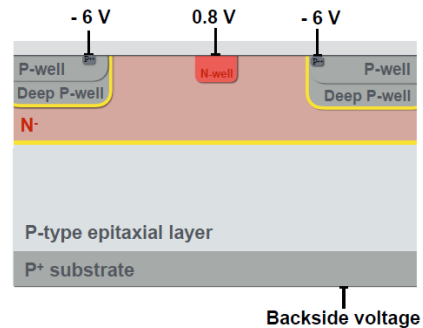 - 6 V
0.8 V
- 6 V
P++
P++
P-well
N-well
P-well
Deep P-well
Deep P-well
N-
P-type epitaxial layer
P+ substrate
Backside voltage